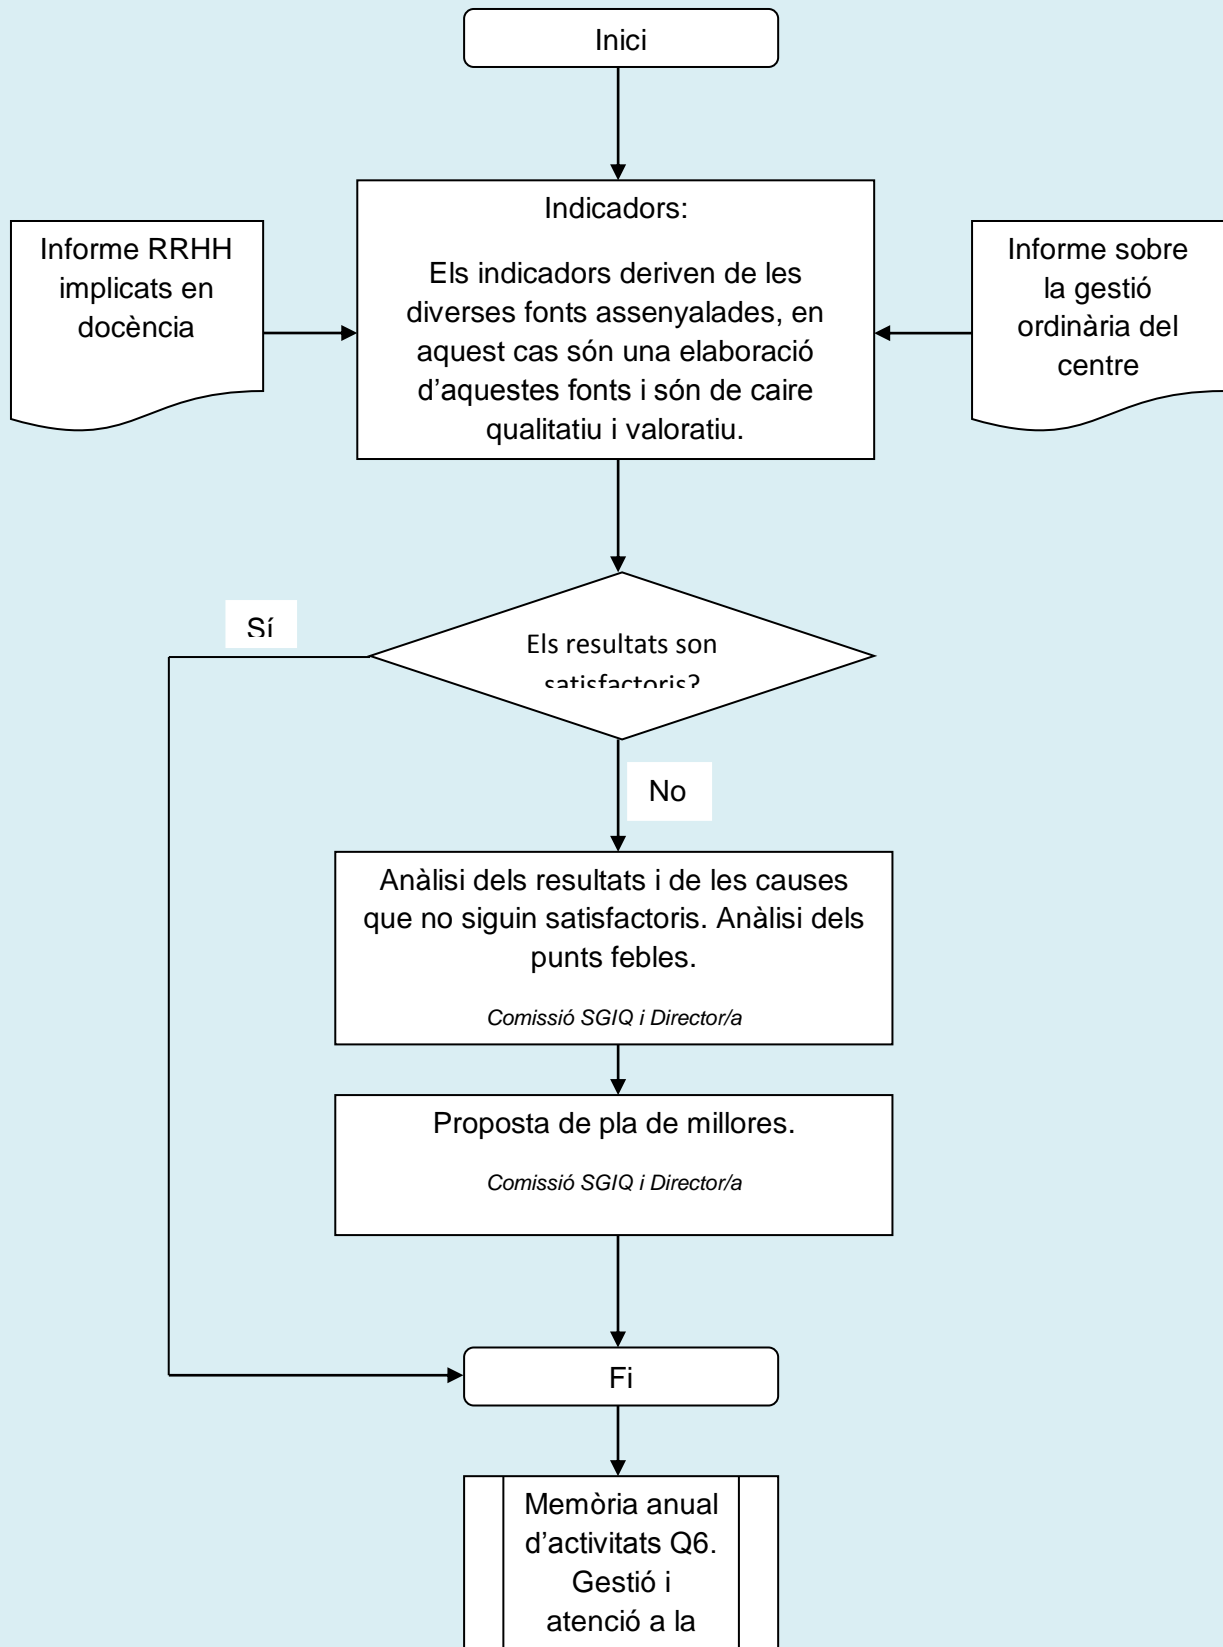 Inici
Informe RRHH
implicats en
docència
Indicadors:
Els indicadors deriven de les
diverses fonts assenyalades, en
aquest cas són una elaboració
d’aquestes fonts i són de caire
qualitatiu i valoratiu.
Informe sobre
la gestió
ordinària del
centre
Sí
Els resultats son
satisfactoris?
No
Anàlisi dels resultats i de les causes
que no siguin satisfactoris. Anàlisi dels
punts febles.
Comissió SGIQ i Director/a
Proposta de pla de millores.
Comissió SGIQ i Director/a
Fi
Memòria anual
d’activitats Q6.
Gestió i
atenció a la